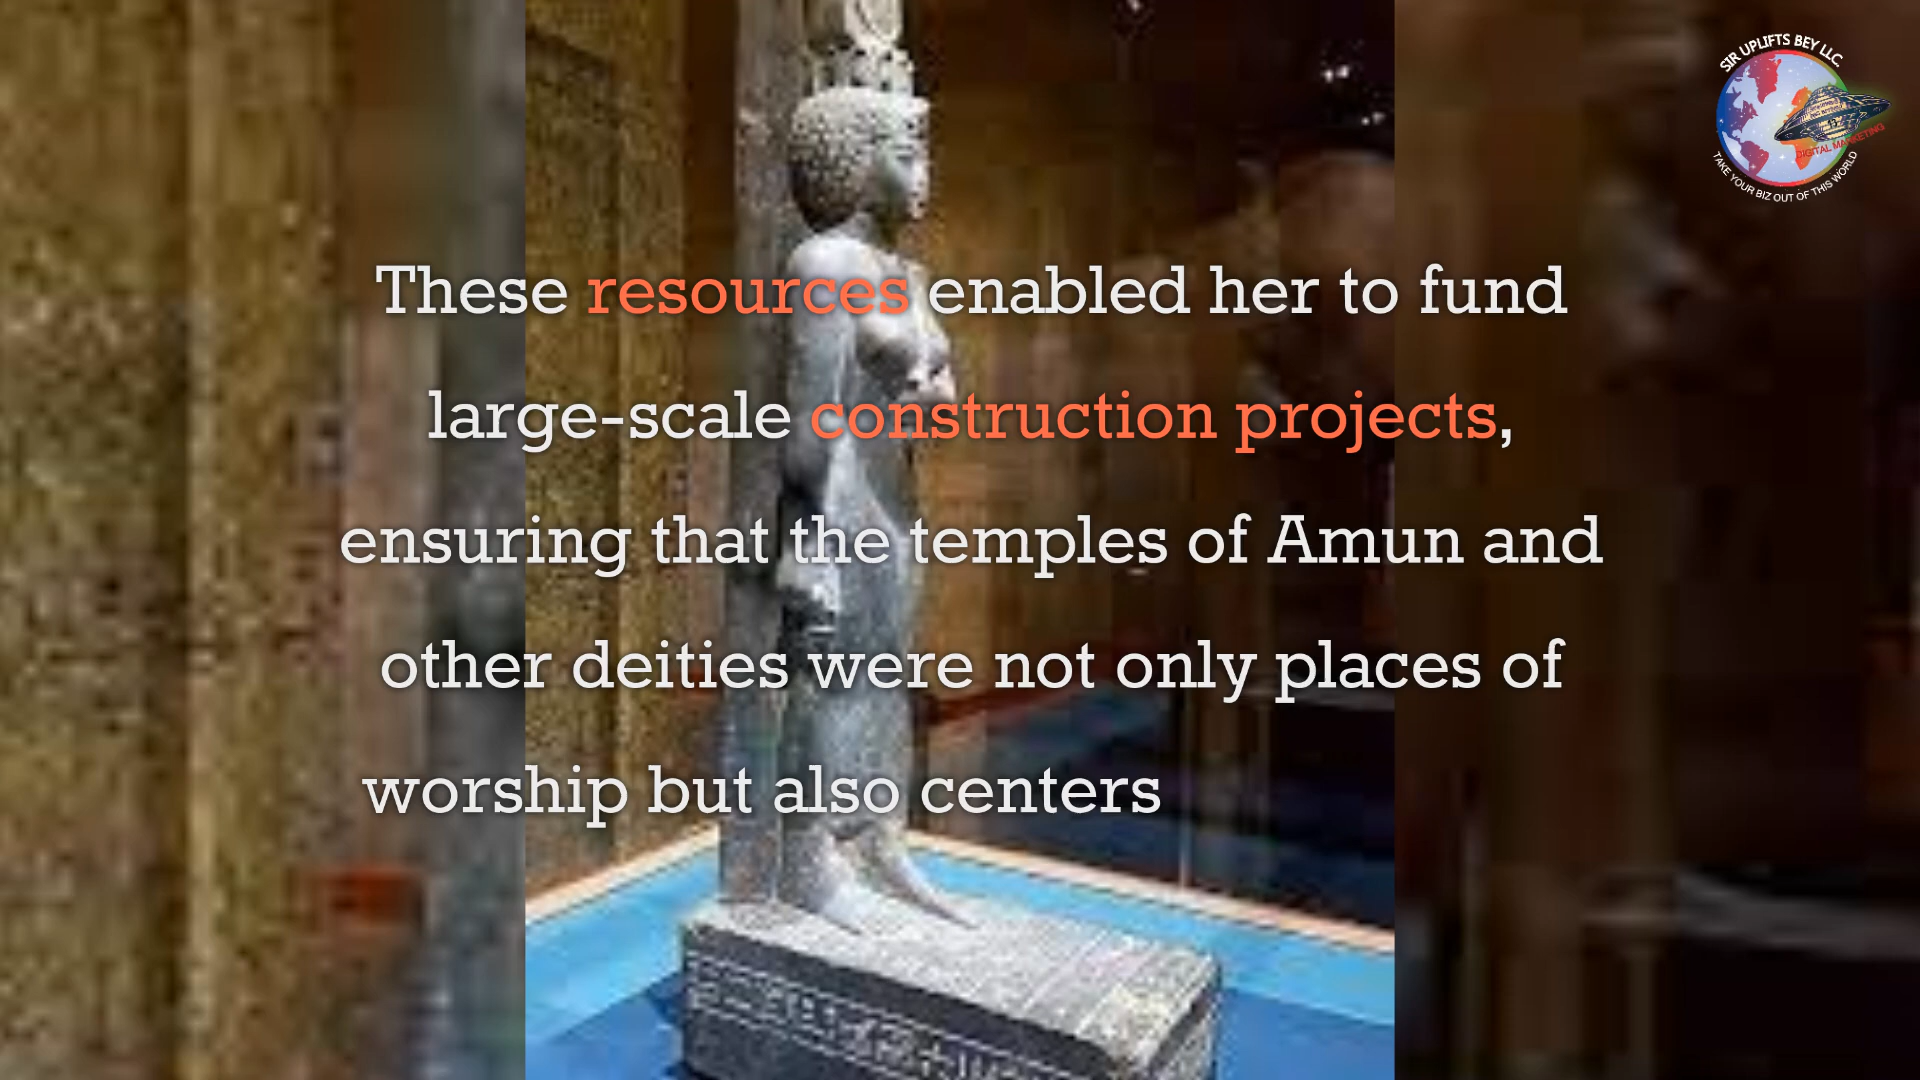 SIR UPLIFTS BEY LLC.
DIGITAL MARKETING
TAKE YOUR BIZ OUT OF THIS WORLD
These resources enabled her to fund
large-scale construction projects,
ensuring that the temples of Amun and
other deities were not only places of
worship but also centers